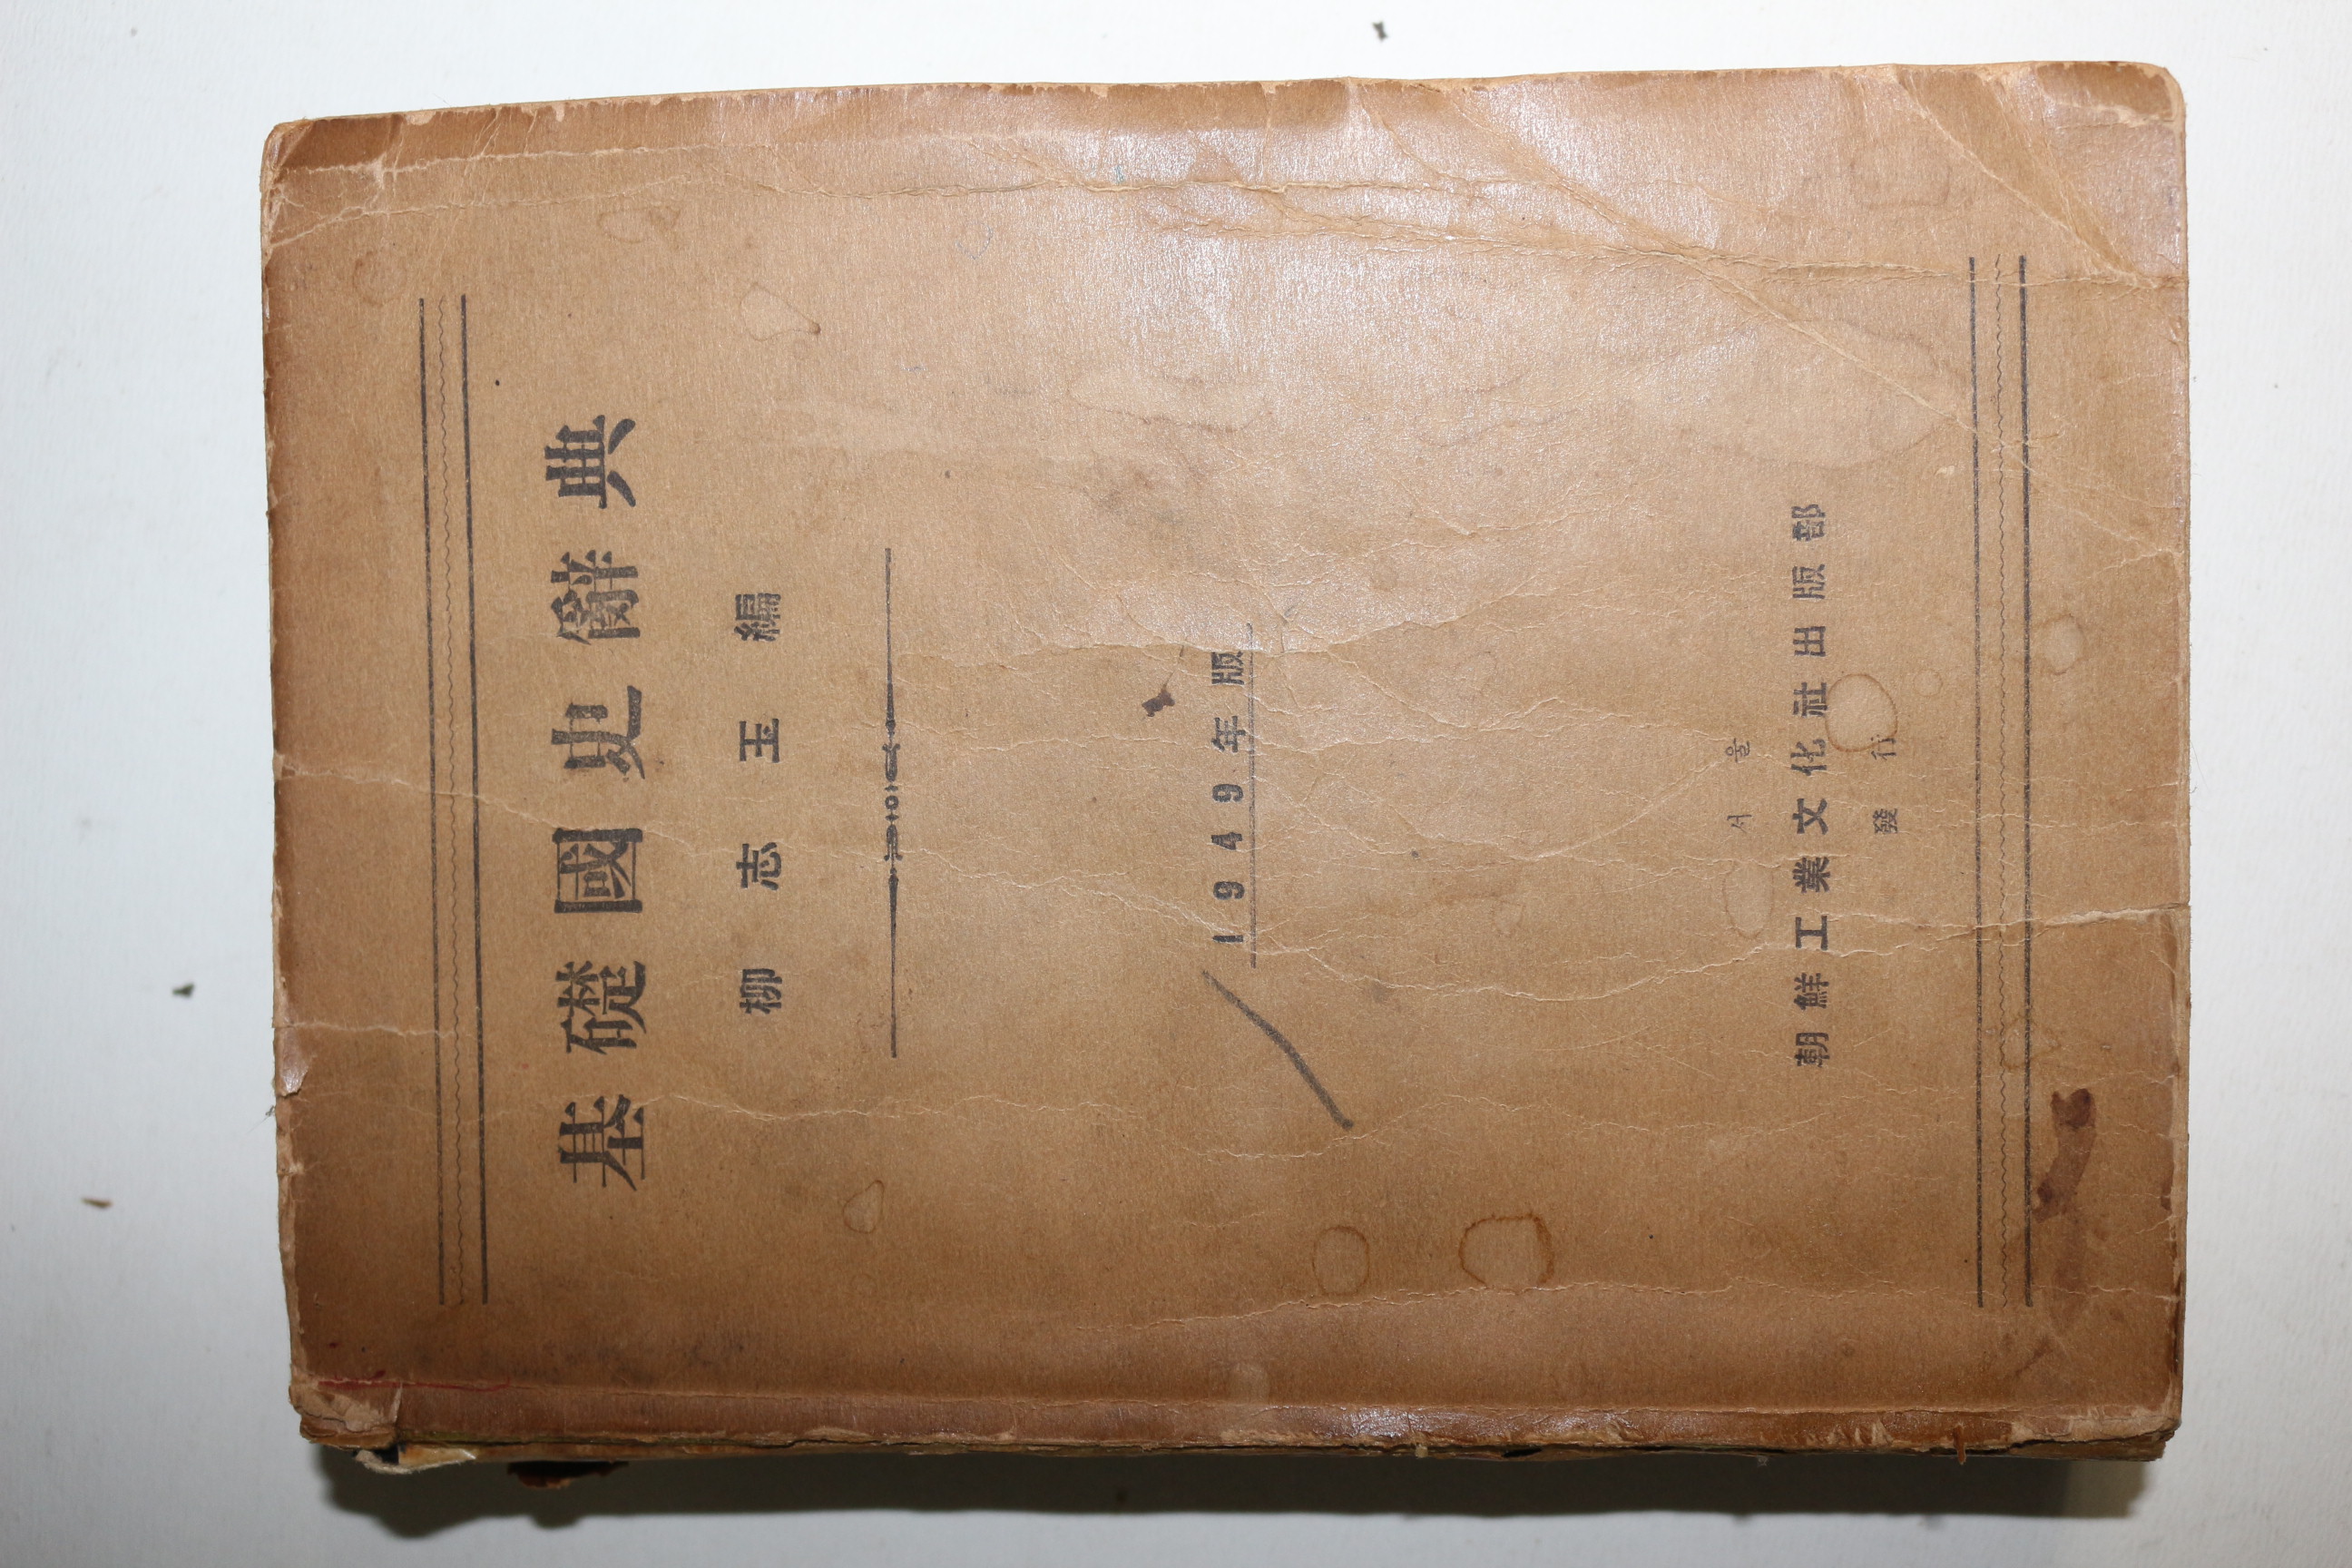 基礎國史辭典
柳志玉編
1949年版
서울
朝鮮工業文化社出版部
發行